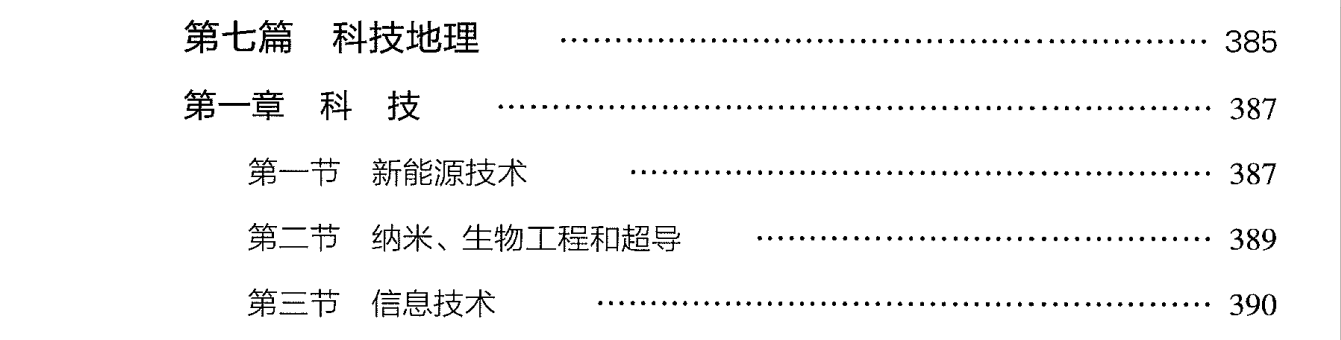 第七篇 科技地理 …………………………………………… 385
第一章 科 技 …………………………………………… 387
第一节 新能源技术 …………………………………………… 387
第二节 纳米、生物工程和超导 …………………………………………… 389
第三节 信息技术 …………………………………………… 390